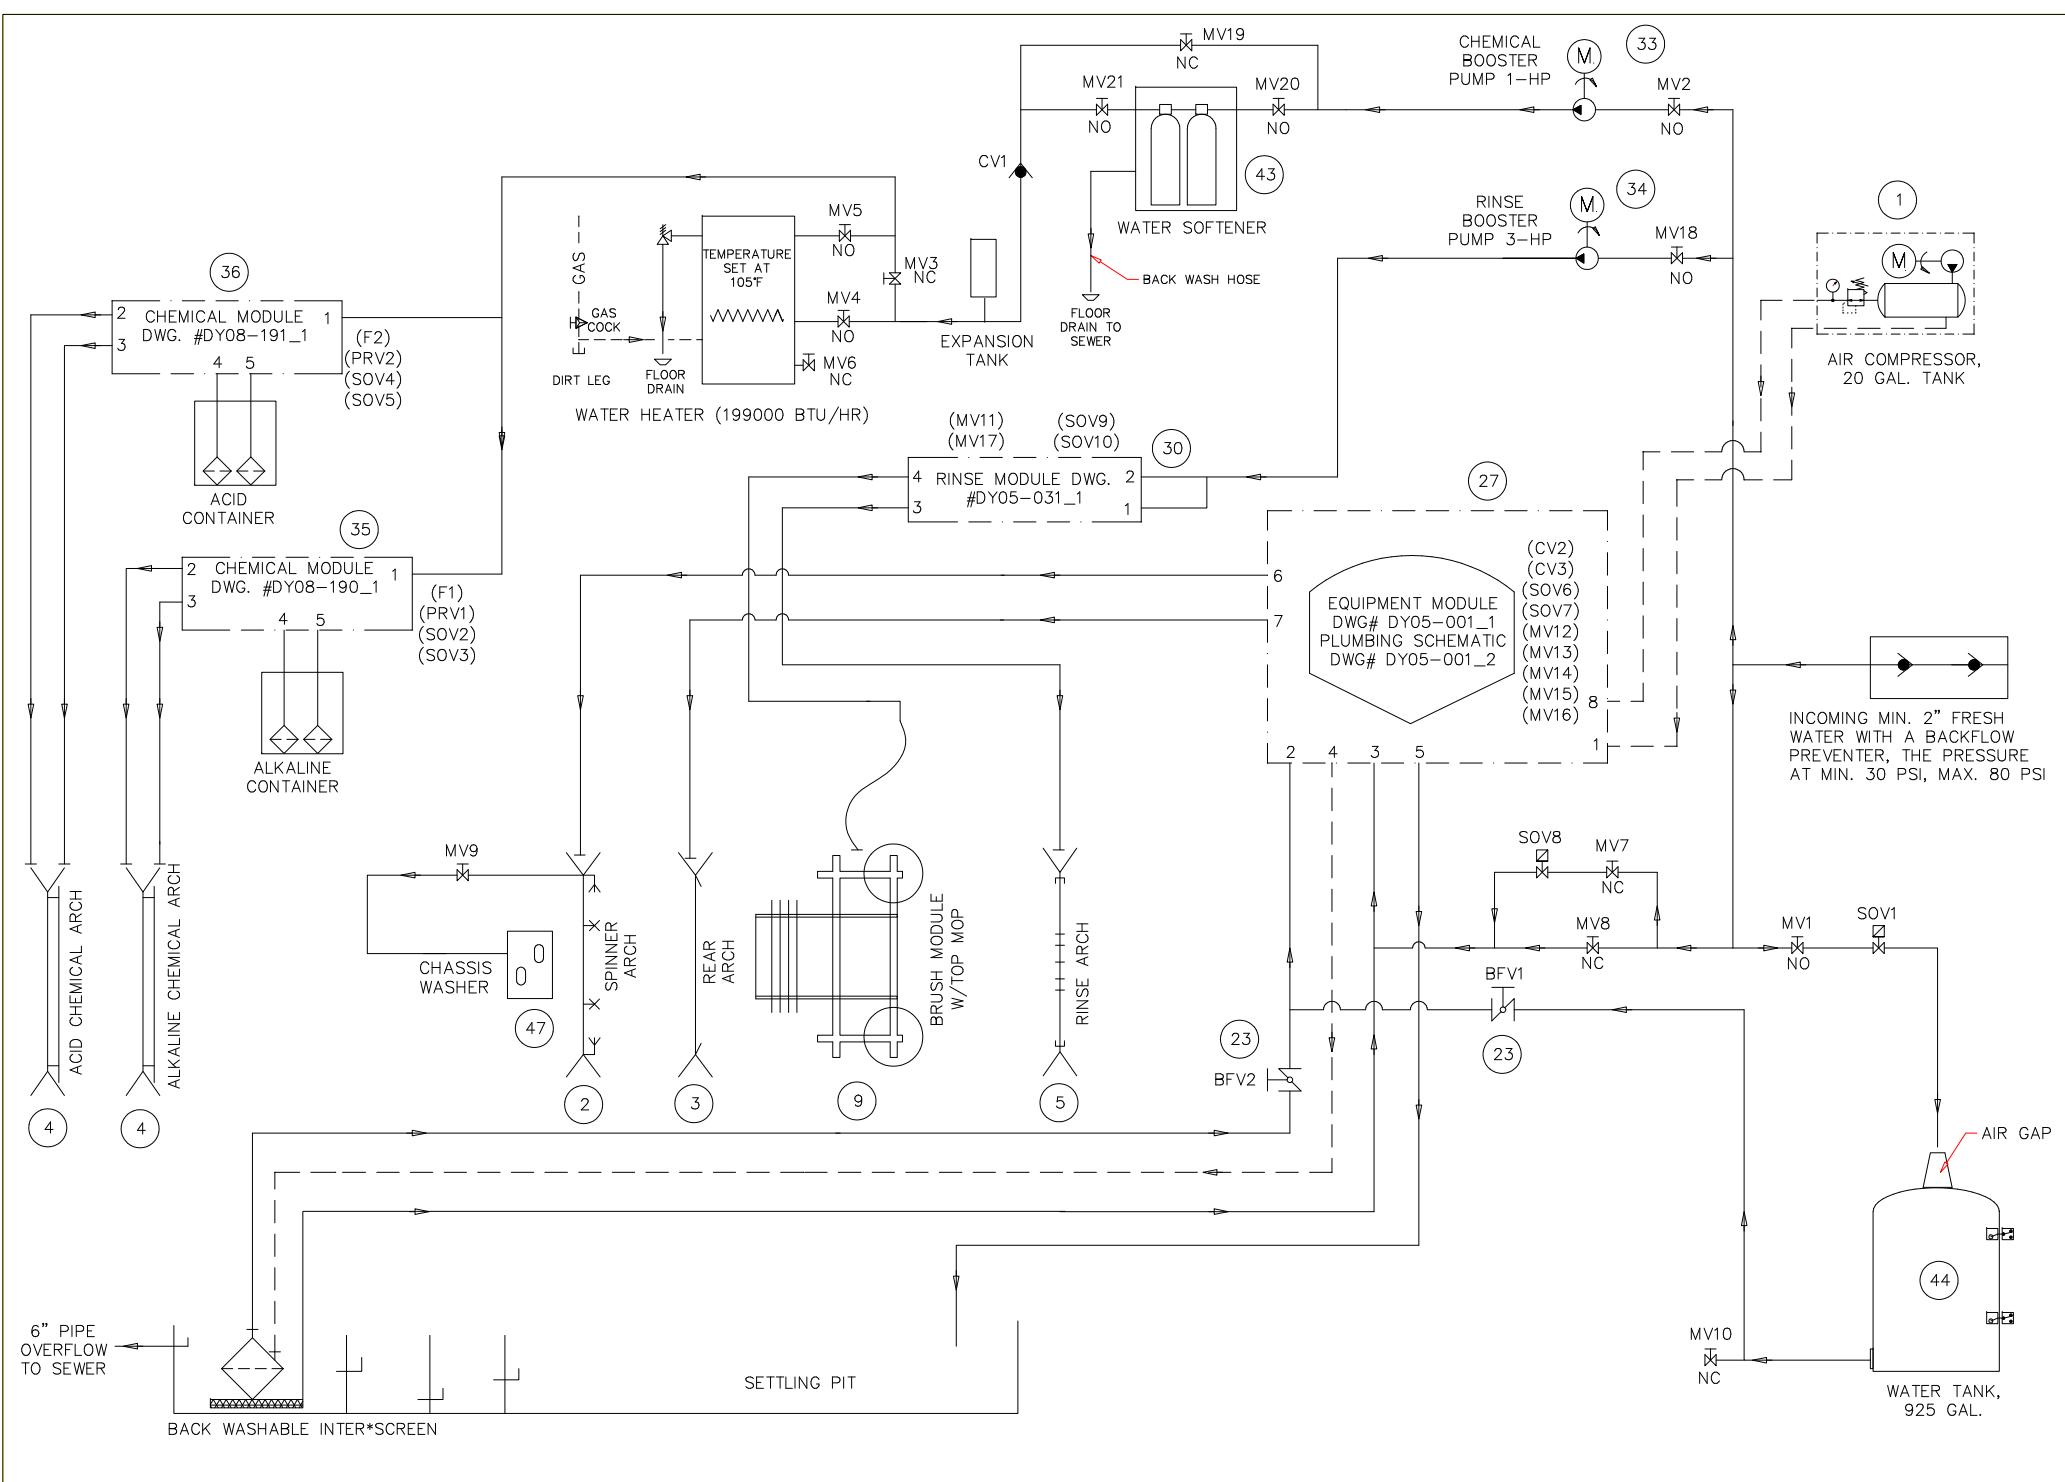 MV19
NC
CHEMICAL
BOOSTER
PUMP 1-HP
M.
33
MV21
NO
MV20
NO
MV2
NO
CV1
43
WATER SOFTENER
BACK WASH HOSE
FLOOR
DRAIN TO
SEWER
RINSE
BOOSTER
PUMP 3-HP
M.
34
MV18
NO
1
M.
AIR COMPRESSOR,
20 GAL. TANK
MV5
NO
MV3
NC
MV4
NO
MV6
NC
TEMPERATURE
SET AT
105°F
GAS
GAS
COCK
DIRT LEG
FLOOR
DRAIN
WATER HEATER (199000 BTU/HR)
EXPANSION
TANK
36
2
3
CHEMICAL MODULE
DWG. #DY08-191_1
1
4
5
(F2)
(PRV2)
(SOV4)
(SOV5)
ACID
CONTAINER
35
2
3
CHEMICAL MODULE
DWG. #DY08-190_1
1
4
5
(F1)
(PRV1)
(SOV2)
(SOV3)
ALKALINE
CONTAINER
(MV11)
(MV17)
(SOV9)
(SOV10)
30
4
3
RINSE MODULE DWG.
#DY05-031_1
2
1
27
6
7
EQUIPMENT MODULE
DWG# DY05-001_1
PLUMBING SCHEMATIC
DWG# DY05-001_2
(CV2)
(CV3)
(SOV6)
(SOV7)
(MV12)
(MV13)
(MV14)
(MV15)
(MV16)
8
1
2
4
3
5
INCOMING MIN. 2” FRESH
WATER WITH A BACKFLOW
PREVENTER, THE PRESSURE
AT MIN. 30 PSI, MAX. 80 PSI
SOV8
MV7
NC
MV8
NC
MV1
NO
SOV1
BFV1
23
23
BFV2
MV9
CHASSIS
WASHER
47
ACID CHEMICAL ARCH
4
ALKALINE CHEMICAL ARCH
4
SPINNER
ARCH
2
REAR
ARCH
3
BRUSH MODULE
W/TOP MOP
9
RINSE ARCH
5
AIR GAP
44
MV10
NC
WATER TANK,
925 GAL.
6” PIPE
OVERFLOW
TO SEWER
SETTLING PIT
BACK WASHABLE INTER*SCREEN